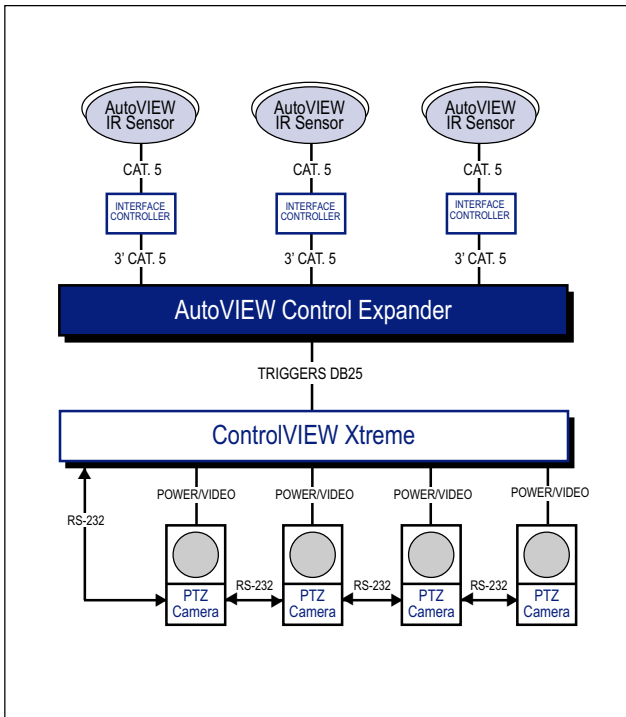 AutoVIEW
IR Sensor
AutoVIEW
IR Sensor
AutoVIEW
IR Sensor
CAT. 5
CAT. 5
CAT. 5
INTERFACE
CONTROLLER
INTERFACE
CONTROLLER
INTERFACE
CONTROLLER
3' CAT. 5
3' CAT. 5
3' CAT. 5
AutoVIEW Control Expander
TRIGGERS DB25
ControlVIEW Xtreme
POWER/VIDEO
POWER/VIDEO
POWER/VIDEO
POWER/VIDEO
RS-232
PTZ
Camera
RS-232
PTZ
Camera
RS-232
PTZ
Camera
RS-232
PTZ
Camera